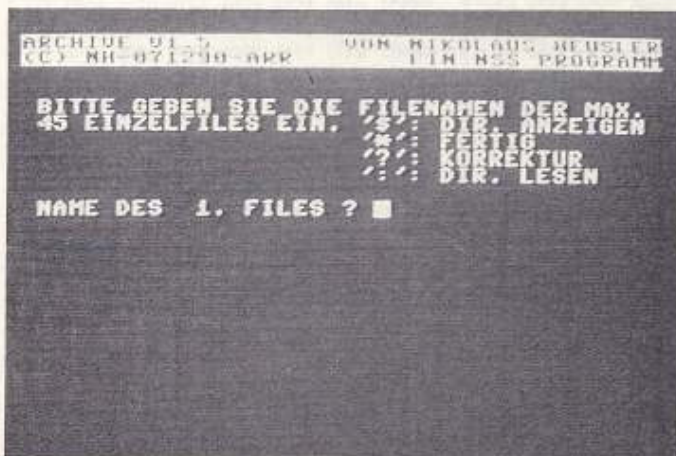 ARCHIVE V1.5 VON NIKOLAUS HEUSLER
(C) NH-071290-ARR EIN NSS PROGRAMM
BITTE GEBEN SIE DIE FILENAMEN DER MAX.
45 EINZELFILES EIN. '$': DIR. ANZEIGEN
'*': FERTIG
'?': KORREKTUR
':': DIR. LESEN
NAME DES 1. FILES ?